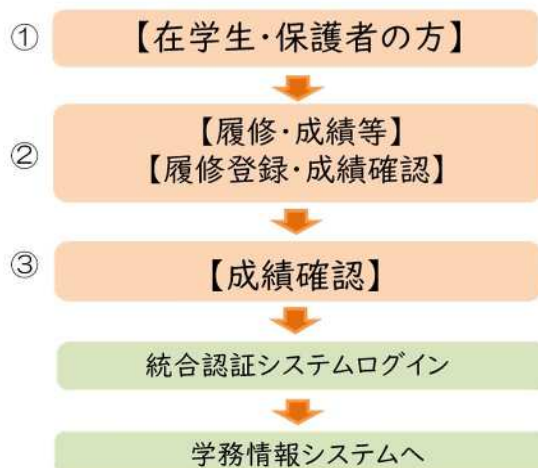 ① 【在学生・保護者の方】
【履修・成績等】
② 【履修登録・成績確認】
③ 【成績確認】
統合認証システムログイン
学務情報システムへ